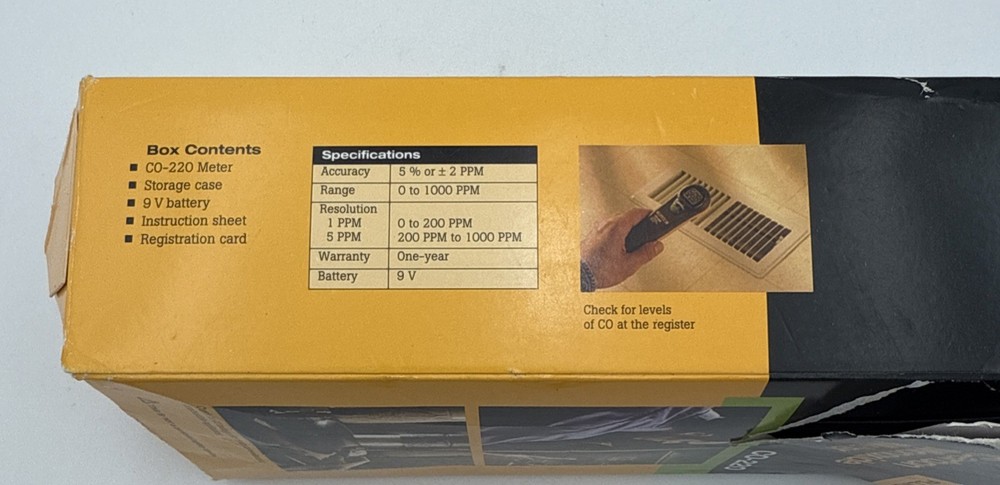 Box Contents
■ CO-220 Meter
■ Storage case
■ 9 V battery
■ Instruction sheet
■ Registration card
Specifications
Accuracy 5 % or ± 2 PPM
Range 0 to 1000 PPM
Resolution
1 PPM 0 to 200 PPM
5 PPM 200 PPM to 1000 PPM
Warranty One-year
Battery 9 V
Check for levels
of CO at the register
CO-220